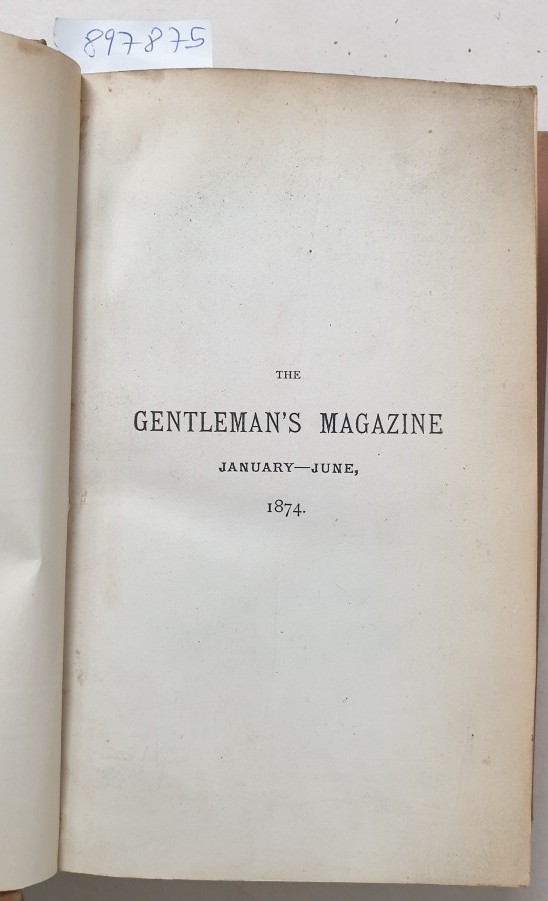 897875
THE
GENTLEMAN'S MAGAZINE
JANUARY—JUNE,
1874.